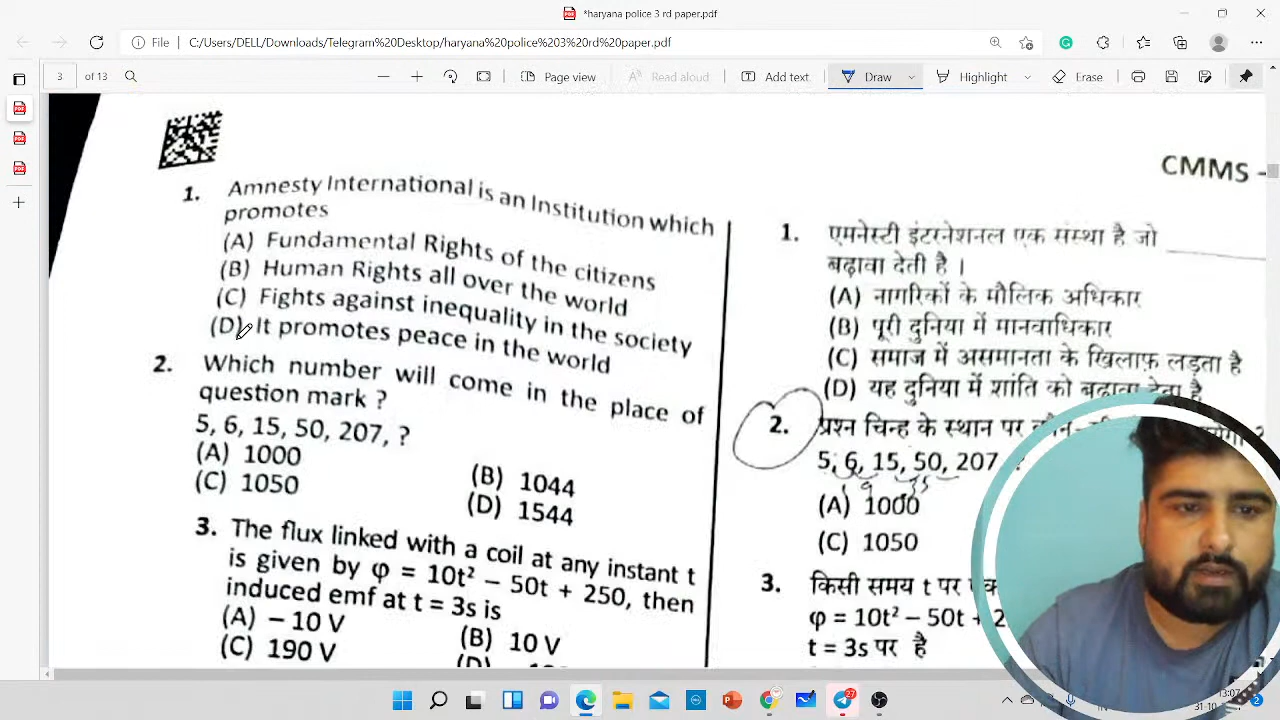 *haryana police 3 rd paper.pdf
File C:/Users/DELL/Downloads/Telegram%20Desktop/haryana%20police%203%20rd%20paper.pdf
3 of 13 Page view Read aloud Add text Draw Highlight Erase
CMMS -
1. Amnesty International is an Institution which
promotes
(A) Fundamental Rights of the citizens
(B) Human Rights all over the world
(C) Fights against inequality in the society
(D) It promotes peace in the world
2. Which number will come in the place of
question mark ?
5, 6, 15, 50, 207, ?
(A) 1000
(B) 1044
(C) 1050
(D) 1544
3. The flux linked with a coil at any instant t
is given by φ = 10t² – 50t + 250, then
induced emf at t = 3s is
(A) – 10 V
(B) 10 V
(C) 190 V
(D)
1. एमनेस्टी इंटरनेशनल एक संस्था है जो
बढ़ावा देती है ।
(A) नागरिकों के मौलिक अधिकार
(B) पूरी दुनिया में मानवाधिकार
(C) समाज में असमानता के खिलाफ़ लड़ता है
(D) यह दुनिया में शांति को बढ़ावा देता है
2. प्रश्न चिन्ह के स्थान पर
5, 6, 15, 50, 207
(A) 1000
(C) 1050
3. किसी समय t पर
φ = 10t² – 50t +
t = 3s पर है
27
13:07
31-10
2